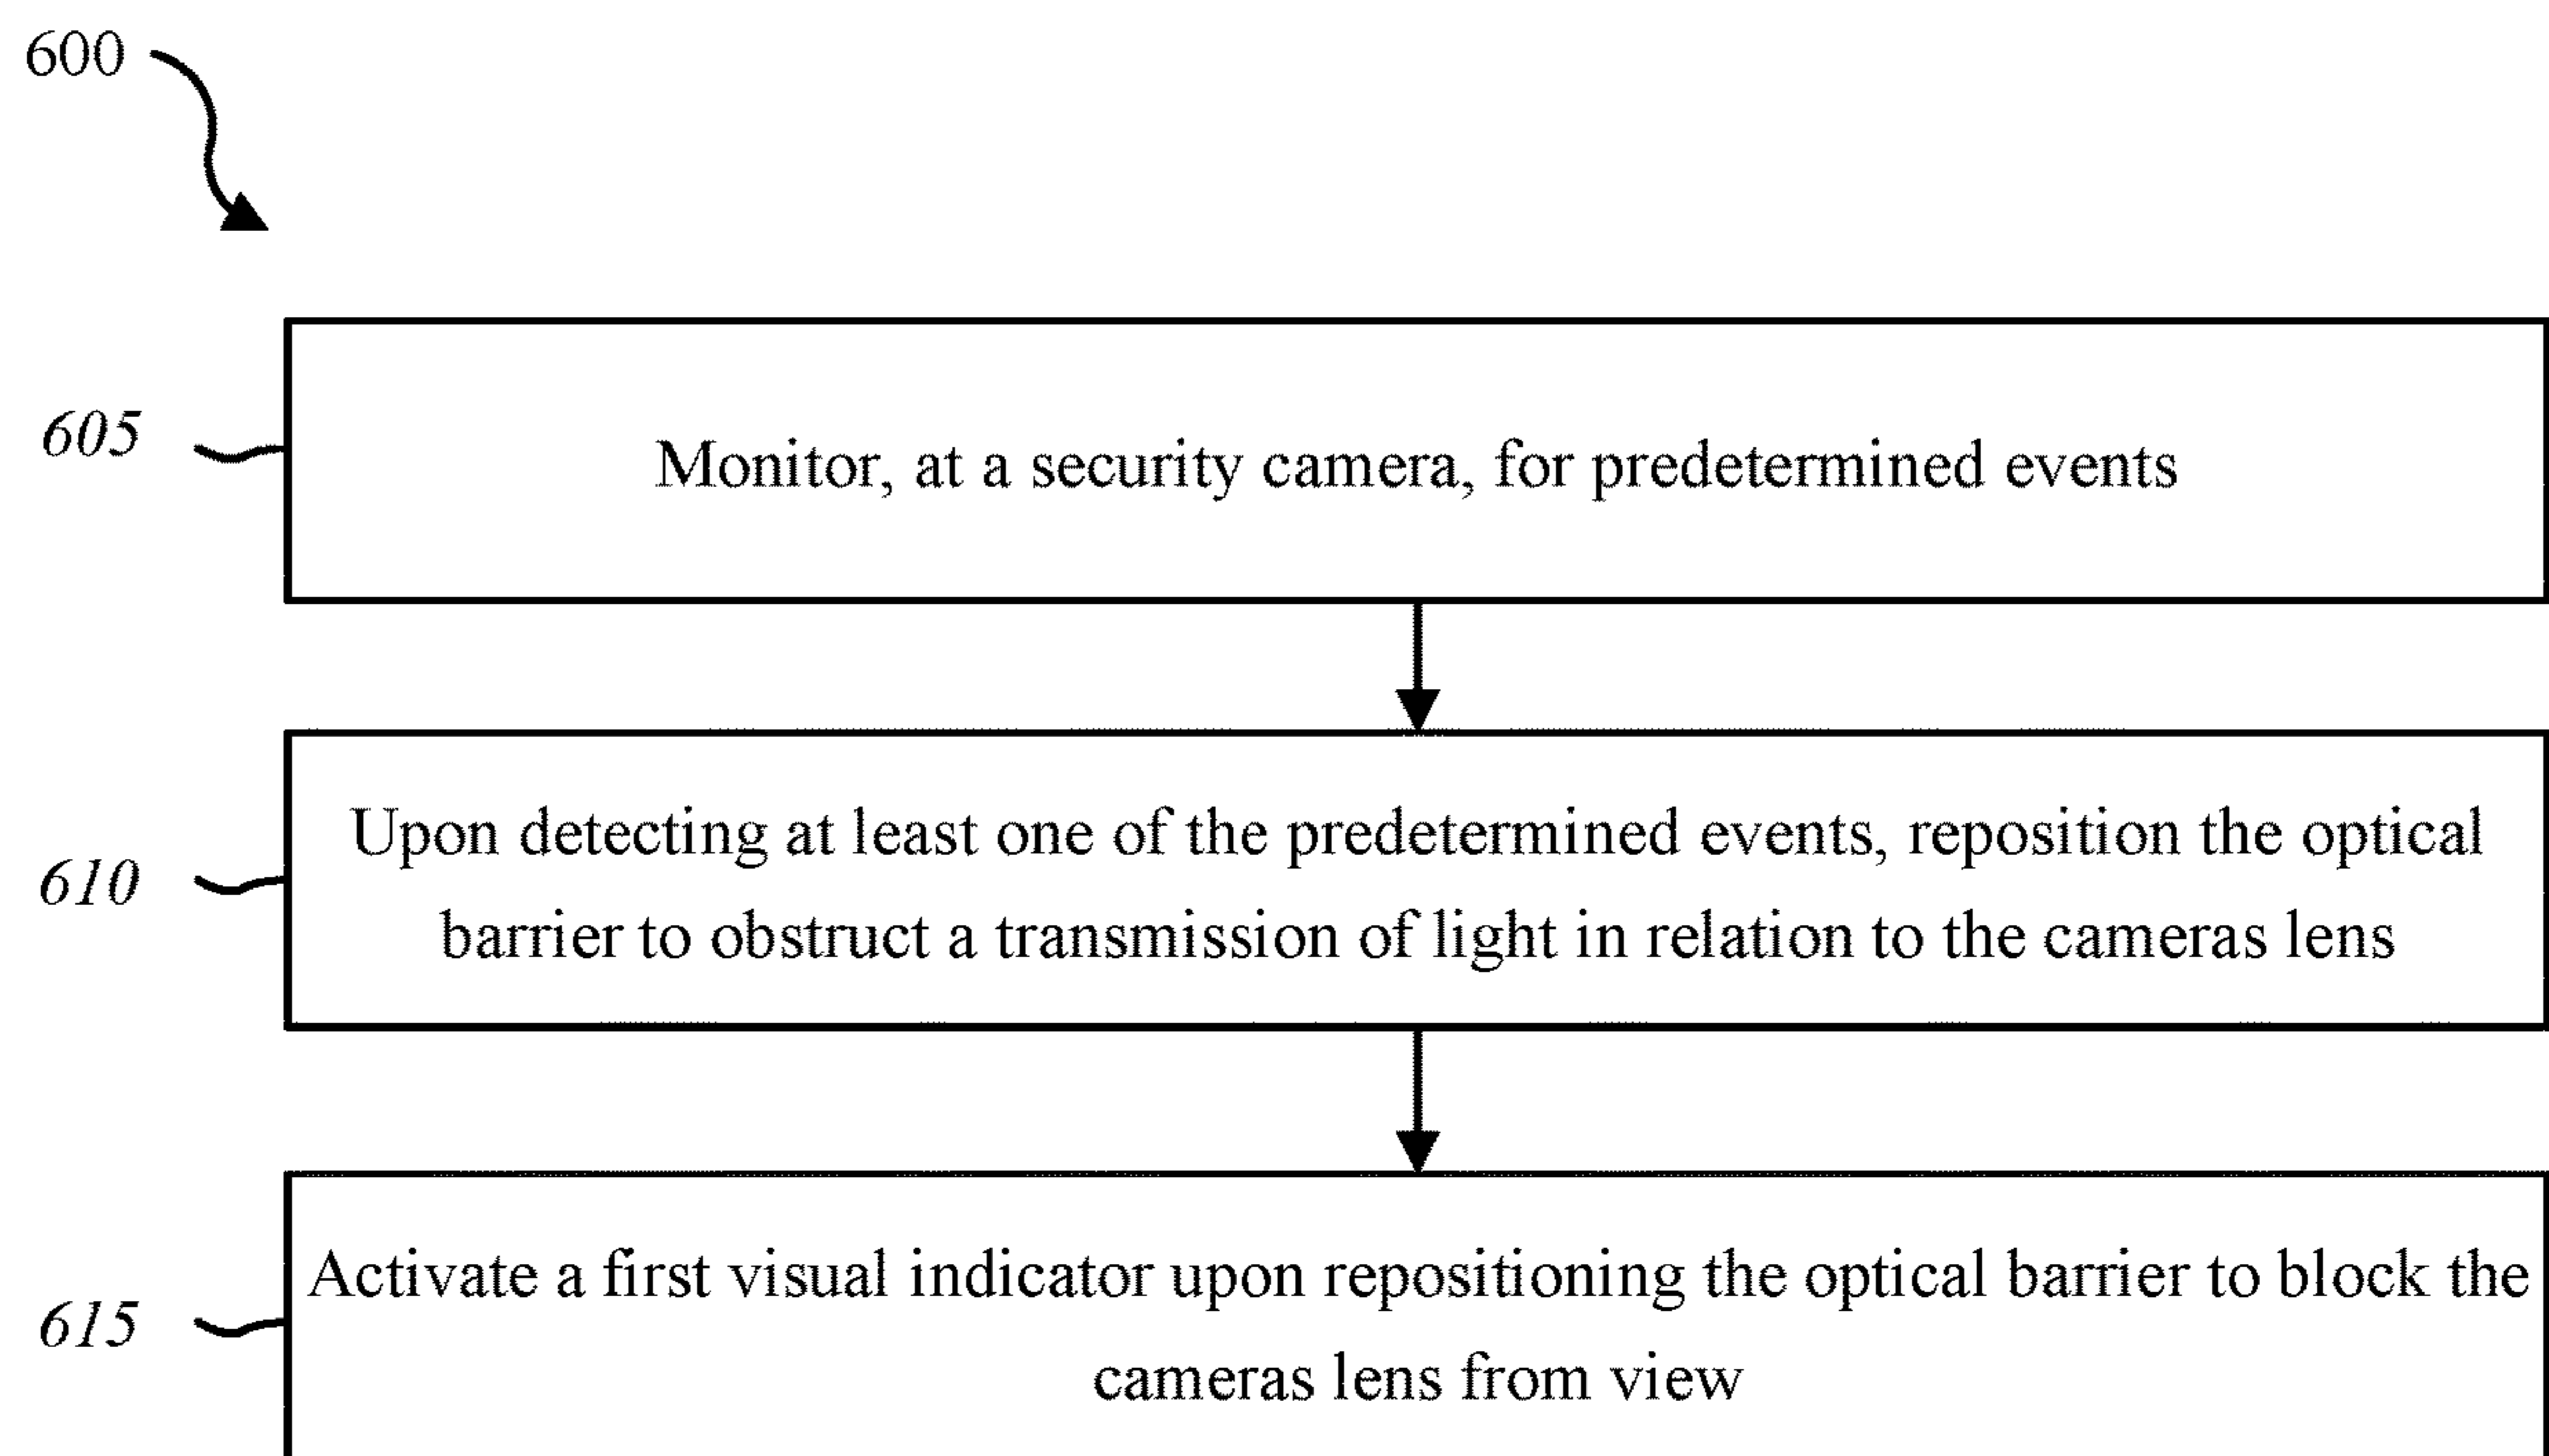 600
605
Monitor, at a security camera, for predetermined events
610
Upon detecting at least one of the predetermined events, reposition the optical
barrier to obstruct a transmission of light in relation to the cameras lens
615
Activate a first visual indicator upon repositioning the optical barrier to block the
cameras lens from view